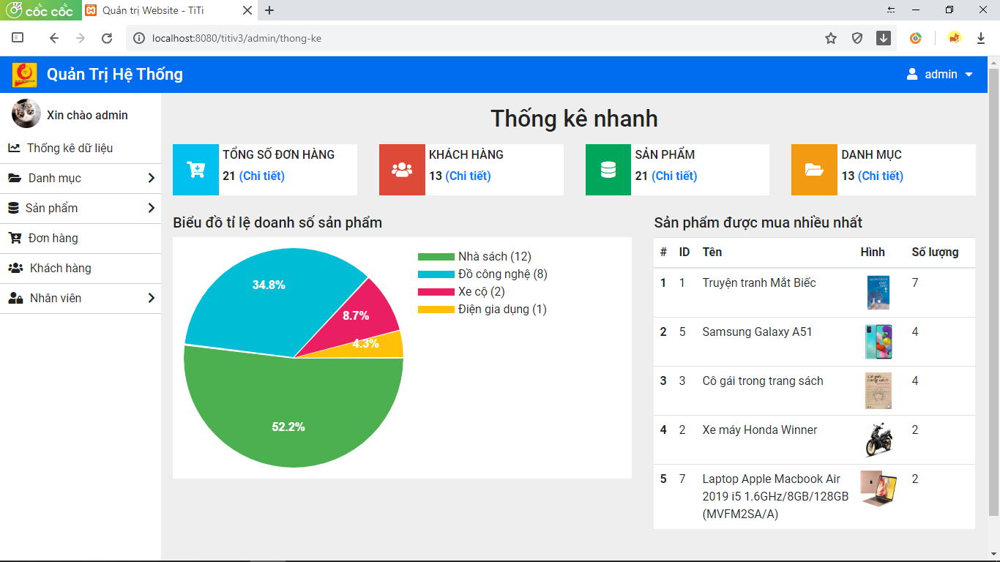 cốc cốc
Quản trị Website - TiTi
localhost:8080/titiv3/admin/thong-ke
Quản Trị Hệ Thống
admin
Xin chào admin
Thống kê dữ liệu
Danh mục
Sản phẩm
Đơn hàng
Khách hàng
Nhân viên
Thống kê nhanh
TỔNG SỐ ĐƠN HÀNG
21 (Chi tiết)
KHÁCH HÀNG
13 (Chi tiết)
SẢN PHẨM
21 (Chi tiết)
DANH MỤC
13 (Chi tiết)
Biểu đồ tỉ lệ doanh số sản phẩm
34.8%
8.7%
4.3%
52.2%
Nhà sách (12)
Đồ công nghệ (8)
Xe cộ (2)
Điện gia dụng (1)
Sản phẩm được mua nhiều nhất
# ID Tên Hình Số lượng
1 1 Truyện tranh Mắt Biếc 7
2 5 Samsung Galaxy A51 4
3 3 Cô gái trong trang sách 4
4 2 Xe máy Honda Winner 2
5 7 Laptop Apple Macbook Air 2
2019 i5 1.6GHz/8GB/128GB
(MVFM2SA/A)